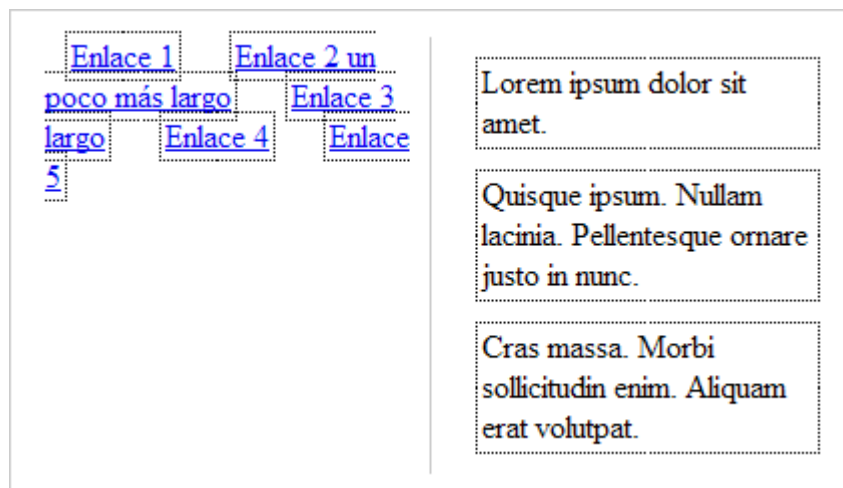 Enlace 1 Enlace 2 un
poco más largo Enlace 3
largo Enlace 4 Enlace
5
Lorem ipsum dolor sit
amet.
Quisque ipsum. Nullam
lacinia. Pellentesque ornare
justo in nunc.
Cras massa. Morbi
sollicitudin enim. Aliquam
erat volutpat.